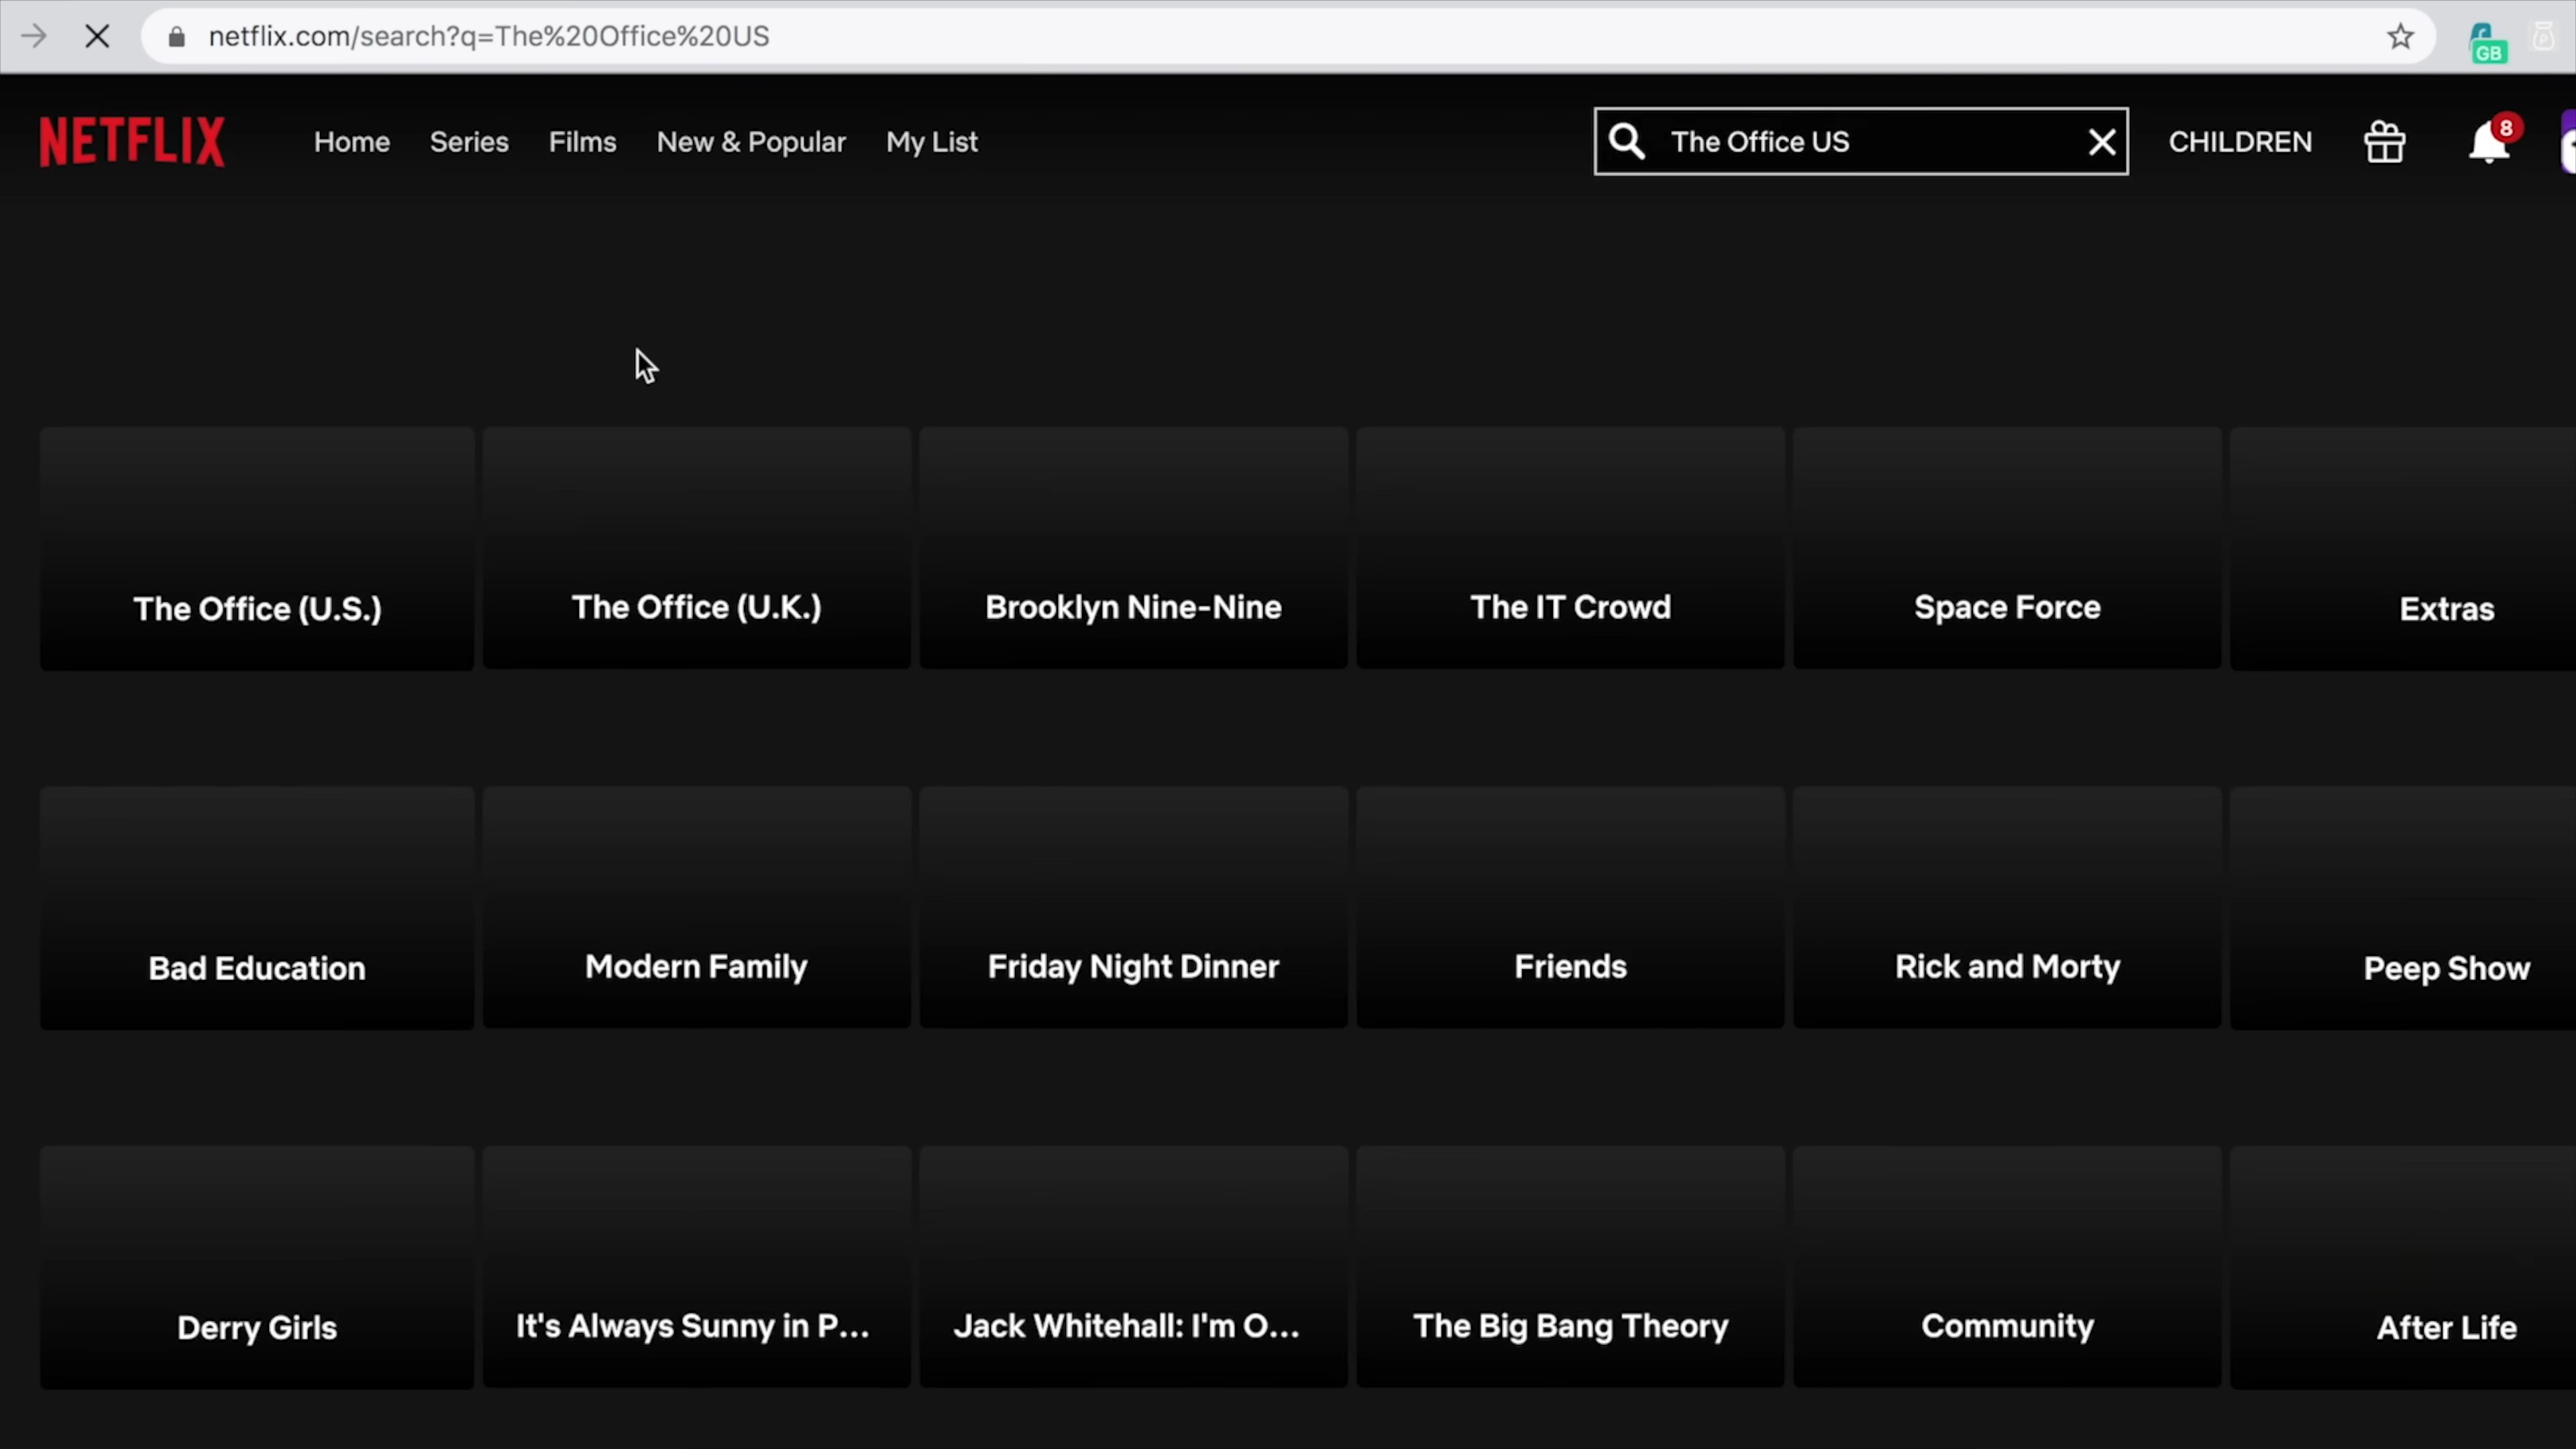 netflix.com/search?q=The%20Office%20US
GB
NETFLIX
Home
Series
Films
New & Popular
My List
The Office US
CHILDREN
8
The Office (U.S.)
The Office (U.K.)
Brooklyn Nine-Nine
The IT Crowd
Space Force
Extras
Bad Education
Modern Family
Friday Night Dinner
Friends
Rick and Morty
Peep Show
Derry Girls
It's Always Sunny in P...
Jack Whitehall: I'm O...
The Big Bang Theory
Community
After Life